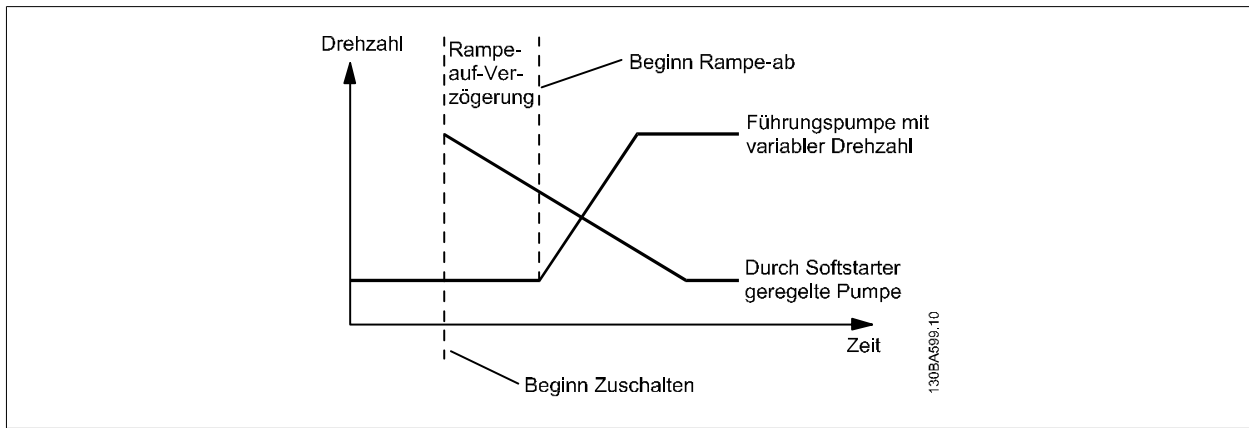 Drehzahl
Rampe-
auf-Ver-
zögerung
Beginn Rampe-ab
Führungspumpe mit
variabler Drehzahl
Durch Softstarter
geregelte Pumpe
Zeit
Beginn Zuschalten
130BA599.10